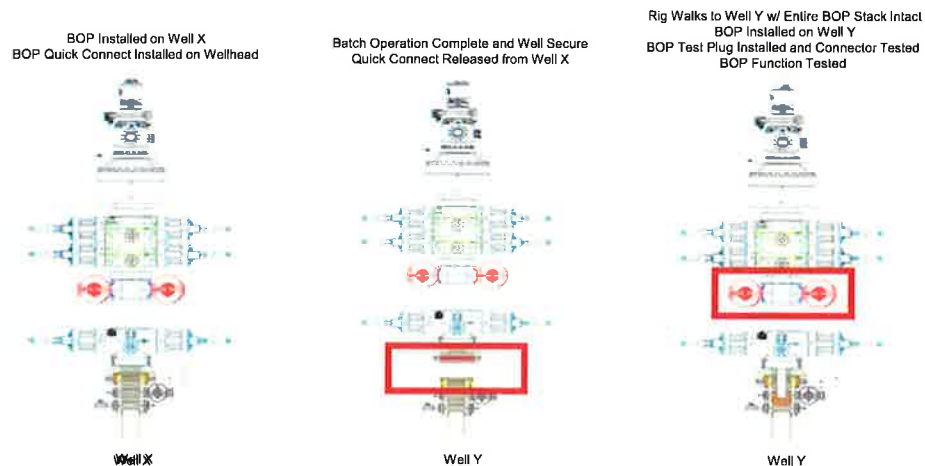 BOP Installed on Well X
BOP Quick Connect Installed on Wellhead
Batch Operation Complete and Well Secure
Quick Connect Released from Well X
Rig Walks to Well Y w/ Entire BOP Stack Intact
BOP Installed on Well Y
BOP Test Plug Installed and Connector Tested
BOP Function Tested
Well X
Well Y
Well Y